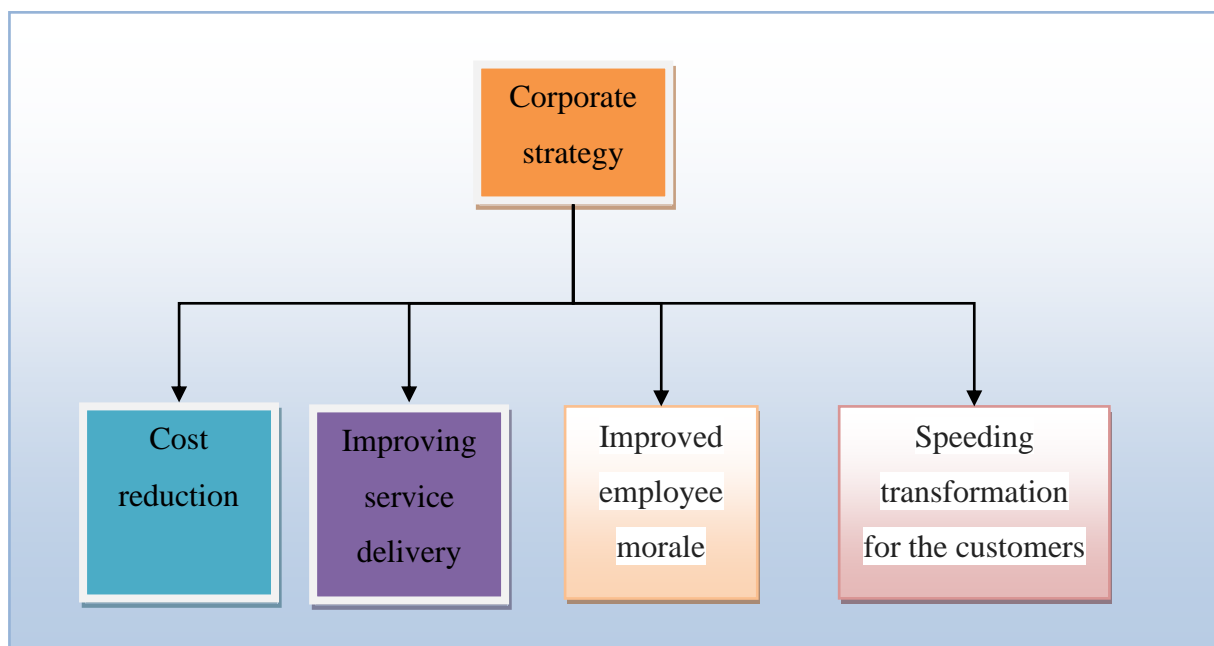 Corporate
strategy
Cost
reduction
Improving
service
delivery
Improved
employee
morale
Speeding
transformation
for the customers